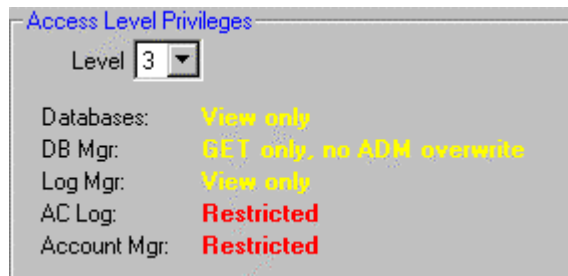 Access Level Privileges
Level 3
Databases: View only
DB Mgr: GET only, no ADM overwrite
Log Mgr: View only
AC Log: Restricted
Account Mgr: Restricted